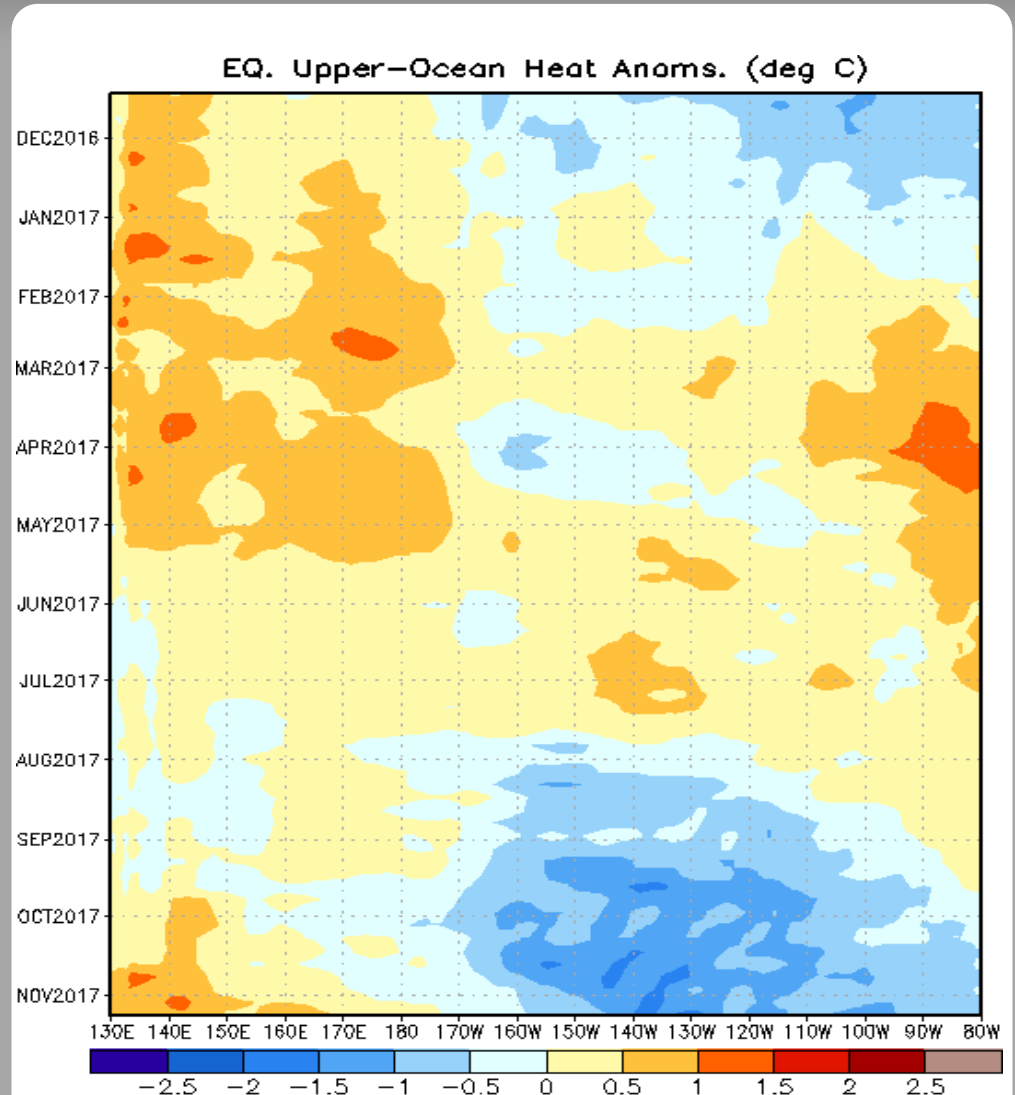 EQ. Upper-Ocean Heat Anoms. (deg C)
DEC2016
JAN2017
FEB2017
MAR2017
APR2017
MAY2017
JUN2017
JUL2017
AUG2017
SEP2017
OCT2017
NOV2017
130E 140E 150E 160E 170E 180 170W 160W 150W 140W 130W 120W 110W 100W 90W 80W
-2.5 -2 -1.5 -1 -0.5 0 0.5 1 1.5 2 2.5